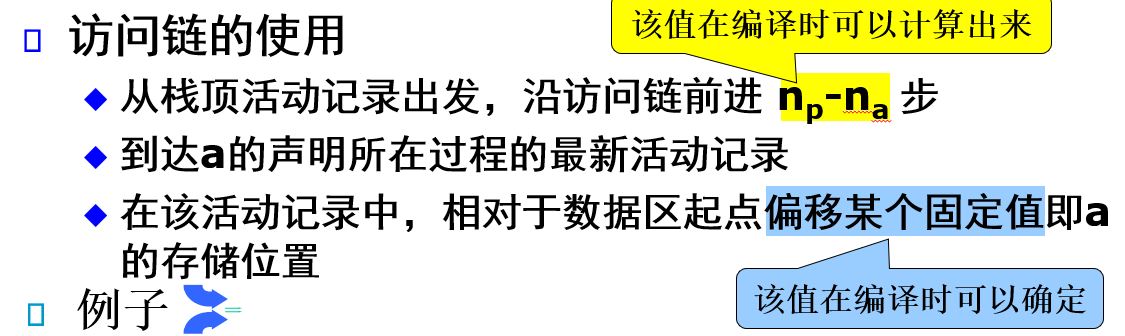 该值在编译时可以计算出来
访问链的使用
从栈顶活动记录出发，沿访问链前进 np-na 步
到达a的声明所在过程的最新活动记录
在该活动记录中，相对于数据区起点偏移某个固定值即a
的存储位置
该值在编译时可以确定
例子